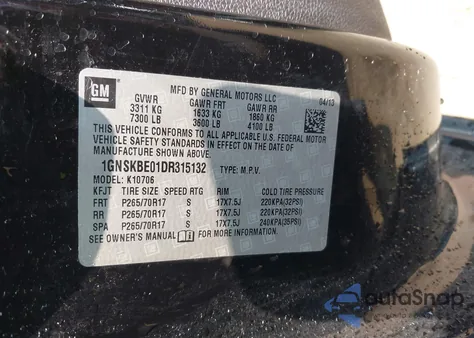 GM
MFD BY GENERAL MOTORS LLC 04/13
GVWR GAWR FRT GAWR RR
3311 KG 1633 KG 1860 KG
7300 LB 3600 LB 4100 LB
THIS VEHICLE CONFORMS TO ALL APPLICABLE U.S. FEDERAL MOTOR
VEHICLE SAFETY, BUMPER, AND THEFT PREVENTION STANDARDS
IN EFFECT ON THE DATE OF MANUFACTURE SHOWN ABOVE.
1GNSKBE01DR315132 TYPE: M.P.V.
MODEL: K10706
KFJT TIRE SIZE SPEED RTG RIM COLD TIRE PRESSURE
FRT P265/70R17 S 17X7.5J 220KPA(32PSI)
RR P265/70R17 S 17X7.5J 220KPA(32PSI)
SPA P265/70R17 S 17X7.5J 240KPA(35PSI)
SEE OWNER'S MANUAL FOR MORE INFORMATION.
autoSnap